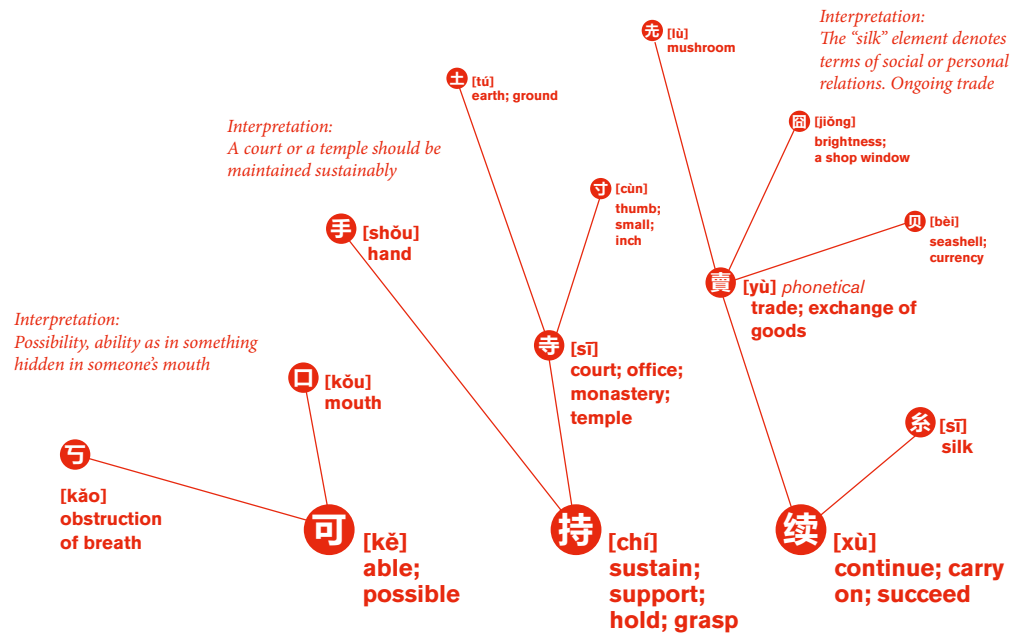 圥 [lù]
mushroom
Interpretation:
The “silk” element denotes
terms of social or personal
relations. Ongoing trade
土 [tú]
earth; ground
囧 [jiǒng]
brightness;
a shop window
Interpretation:
A court or a temple should be
maintained sustainably
寸 [cùn]
thumb;
small;
inch
手 [shǒu]
hand
贝 [bèi]
seashell;
currency
賣 [yù] phonetical
trade; exchange of
goods
Interpretation:
Possibility, ability as in something
hidden in someone’s mouth
寺 [sī]
court; office;
monastery;
temple
口 [kǒu]
mouth
糸 [sī]
silk
丂
[kǎo]
obstruction
of breath
可 [kě]
able;
possible
持 [chí]
sustain;
support;
hold; grasp
续 [xù]
continue; carry
on; succeed